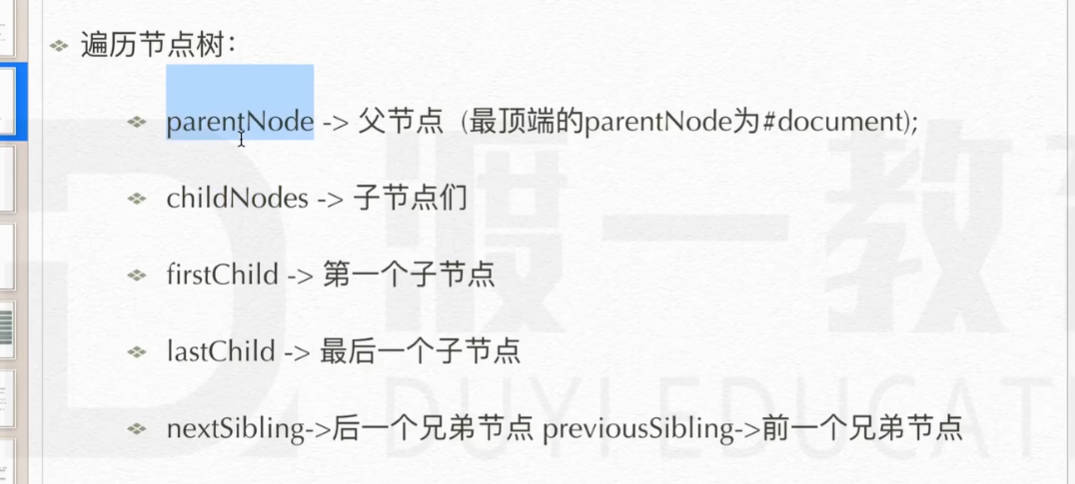 遍历节点树：
parentNode -> 父节点 (最顶端的parentNode为#document);
childNodes -> 子节点们
firstChild -> 第一个子节点
lastChild -> 最后一个子节点
nextSibling->后一个兄弟节点 previousSibling->前一个兄弟节点
渡一教
DUYI EDUCAT